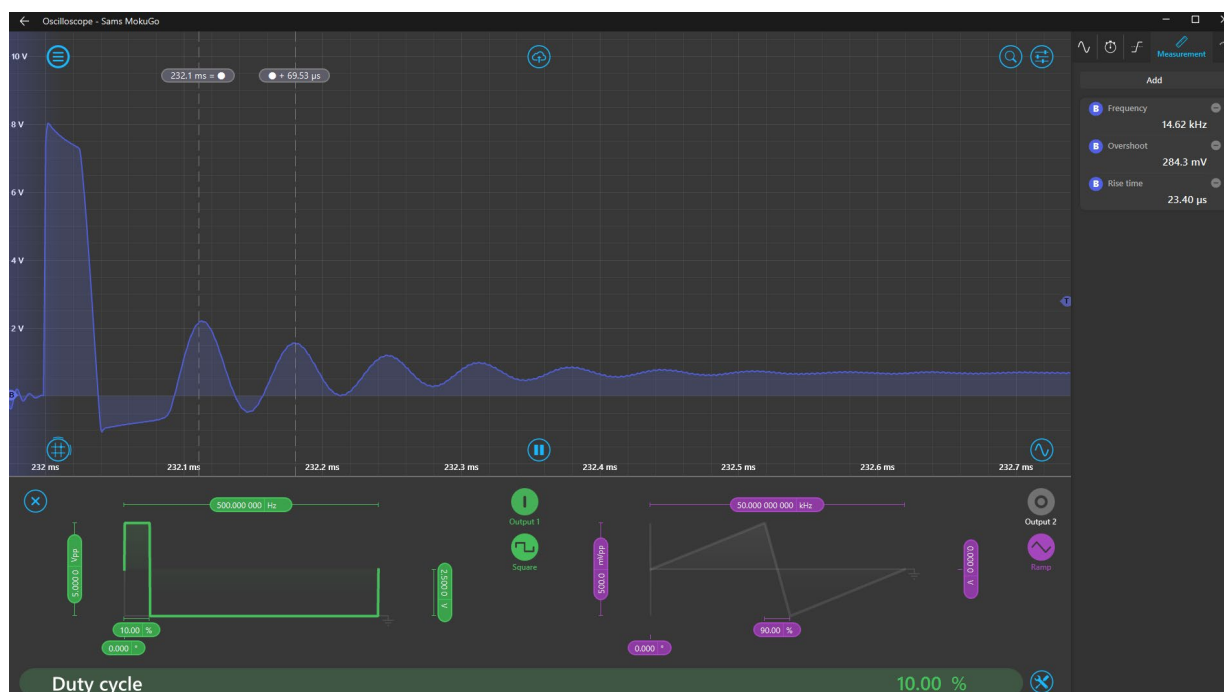 Oscilloscope - Sams MokuGo
Measurement
Add
B Frequency
14.62 kHz
B Overshoot
284.3 mV
B Rise time
23.40 µs
232.1 ms =
+ 69.53 µs
10 V
8 V
6 V
4 V
2 V
T
232 ms
232.1 ms
232.2 ms
232.3 ms
232.4 ms
232.5 ms
232.6 ms
232.7 ms
500.000 000 Hz
5.000 0 Vpp
2.500 0 V
10.00 %
0.000 °
Output 1
Square
50.000 000 000 kHz
500.0 mVpp
0.000 0 V
90.00 %
0.000 °
Output 2
Ramp
Duty cycle
10.00 %